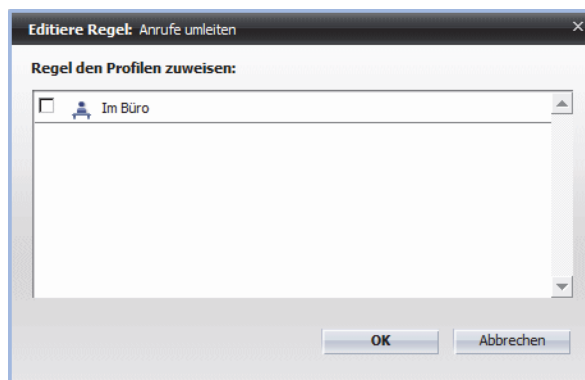 Editiere Regel: Anrufe umleiten
Regel den Profilen zuweisen:
Im Büro
OK Abbrechen